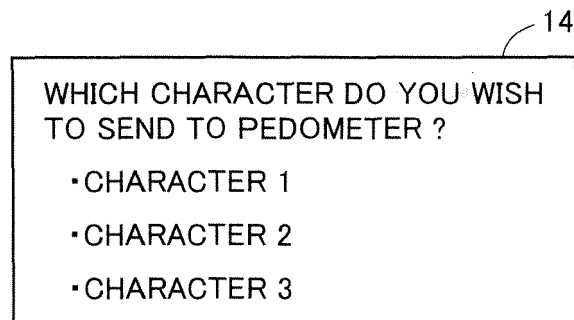 14
WHICH CHARACTER DO YOU WISH
TO SEND TO PEDOMETER ?
・CHARACTER 1
・CHARACTER 2
・CHARACTER 3